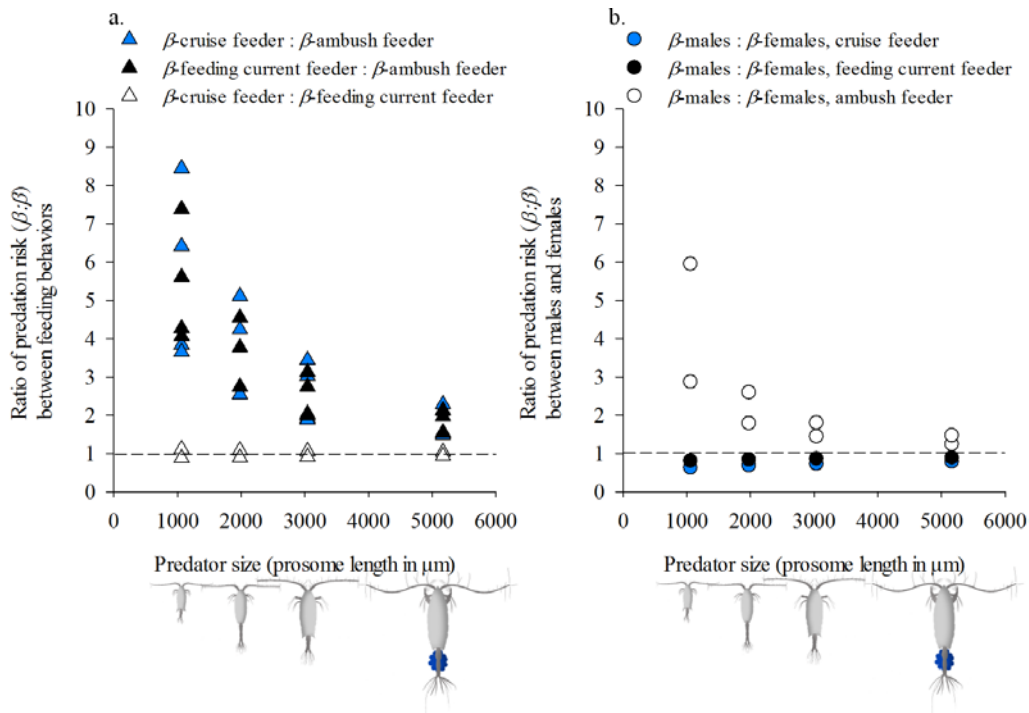 a.
β-cruise feeder : β-ambush feeder
β-feeding current feeder : β-ambush feeder
β-cruise feeder : β-feeding current feeder
10
9
8
7
6
5
4
3
2
1
0
Ratio of predation risk (β:β)
between feeding behaviors
0 1000 2000 3000 4000 5000 6000
Predator size (prosome length in μm)
b.
β-males : β-females, cruise feeder
β-males : β-females, feeding current feeder
β-males : β-females, ambush feeder
10
9
8
7
6
5
4
3
2
1
0
Ratio of predation risk (β:β)
between males and females
0 1000 2000 3000 4000 5000 6000
Predator size (prosome length in μm)